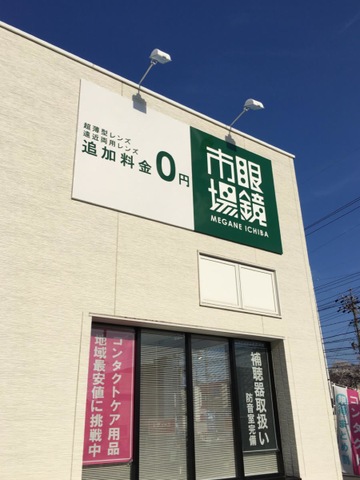 超薄型レンズ
遠近両用レンズ
追加料金0円
眼鏡
市場
MEGANE ICHIBA
コンタクトケア用品
地域最安値に挑戦中
補聴器取扱い
防音室完備